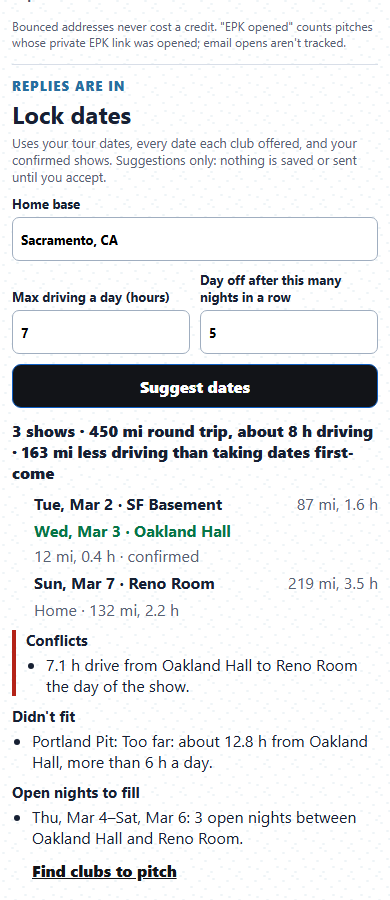 Bounced addresses never cost a credit. "EPK opened" counts pitches
whose private EPK link was opened; email opens aren't tracked.
REPLIES ARE IN
Lock dates
Uses your tour dates, every date each club offered, and your
confirmed shows. Suggestions only: nothing is saved or sent
until you accept.
Home base
Sacramento, CA
Max driving a day (hours)
7
Day off after this many
nights in a row
5
Suggest dates
3 shows · 450 mi round trip, about 8 h driving
· 163 mi less driving than taking dates first-
come
Tue, Mar 2 · SF Basement 87 mi, 1.6 h
Wed, Mar 3 · Oakland Hall
12 mi, 0.4 h · confirmed
Sun, Mar 7 · Reno Room 219 mi, 3.5 h
Home · 132 mi, 2.2 h
Conflicts
• 7.1 h drive from Oakland Hall to Reno Room
the day of the show.
Didn't fit
• Portland Pit: Too far: about 12.8 h from Oakland
Hall, more than 6 h a day.
Open nights to fill
• Thu, Mar 4–Sat, Mar 6: 3 open nights between
Oakland Hall and Reno Room.
Find clubs to pitch